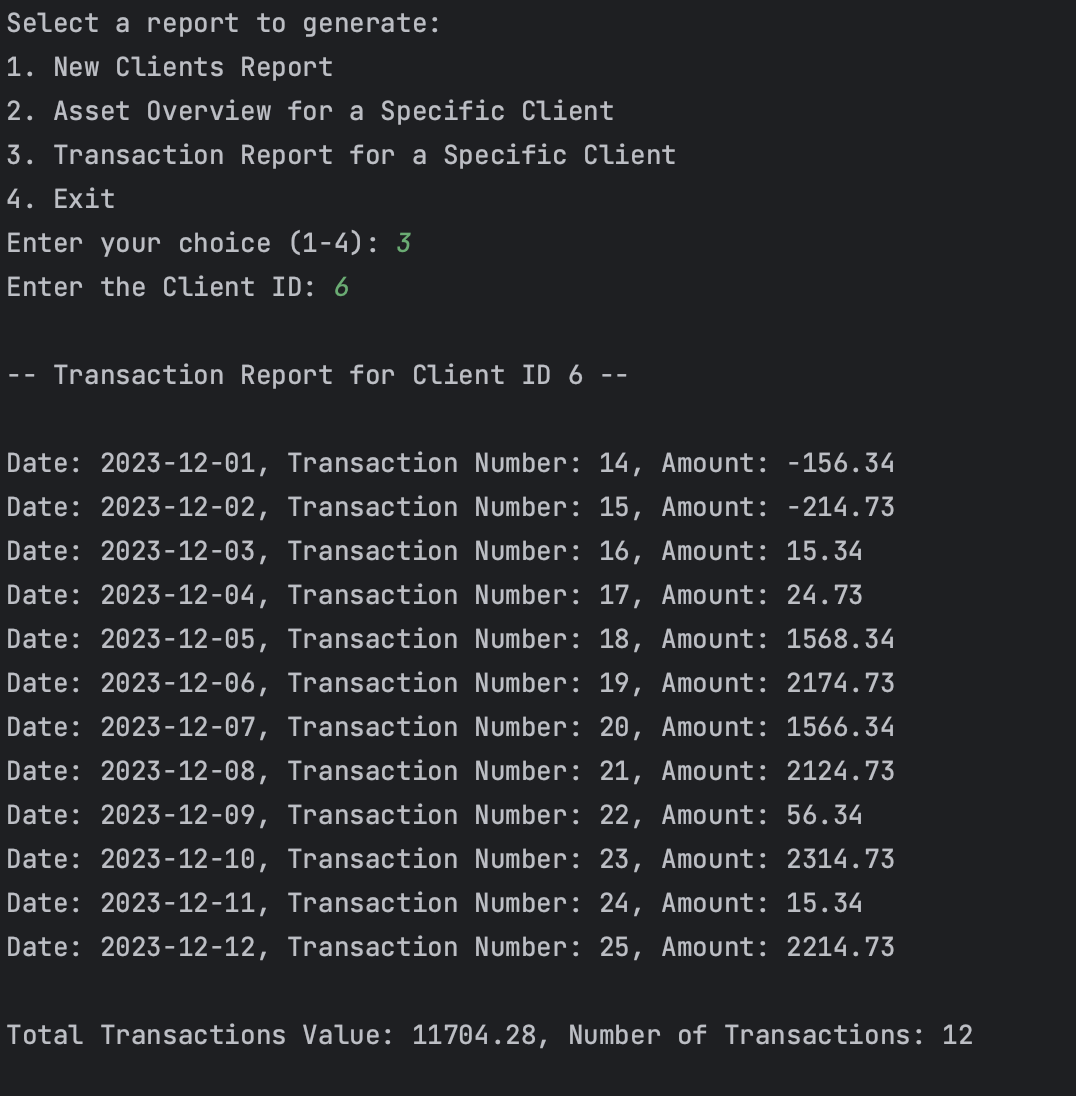 Select a report to generate:
1. New Clients Report
2. Asset Overview for a Specific Client
3. Transaction Report for a Specific Client
4. Exit
Enter your choice (1-4): 3
Enter the Client ID: 6
-- Transaction Report for Client ID 6 --
Date: 2023-12-01, Transaction Number: 14, Amount: -156.34
Date: 2023-12-02, Transaction Number: 15, Amount: -214.73
Date: 2023-12-03, Transaction Number: 16, Amount: 15.34
Date: 2023-12-04, Transaction Number: 17, Amount: 24.73
Date: 2023-12-05, Transaction Number: 18, Amount: 1568.34
Date: 2023-12-06, Transaction Number: 19, Amount: 2174.73
Date: 2023-12-07, Transaction Number: 20, Amount: 1566.34
Date: 2023-12-08, Transaction Number: 21, Amount: 2124.73
Date: 2023-12-09, Transaction Number: 22, Amount: 56.34
Date: 2023-12-10, Transaction Number: 23, Amount: 2314.73
Date: 2023-12-11, Transaction Number: 24, Amount: 15.34
Date: 2023-12-12, Transaction Number: 25, Amount: 2214.73
Total Transactions Value: 11704.28, Number of Transactions: 12